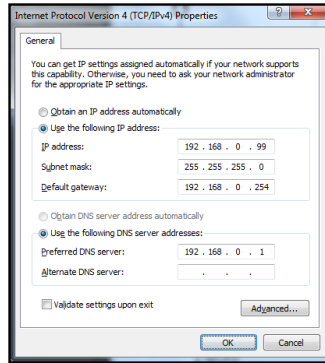 Internet Protocol Version 4 (TCP/IPv4) Properties
General
You can get IP settings assigned automatically if your network supports
this capability. Otherwise, you need to ask your network administrator
for the appropriate IP settings.
Obtain an IP address automatically
Use the following IP address:
IP address: 192 . 168 . 0 . 99
Subnet mask: 255 . 255 . 255 . 0
Default gateway: 192 . 168 . 0 . 254
Obtain DNS server address automatically
Use the following DNS server addresses:
Preferred DNS server: 192 . 168 . 0 . 1
Alternate DNS server: . . .
Validate settings upon exit
Advanced...
OK Cancel